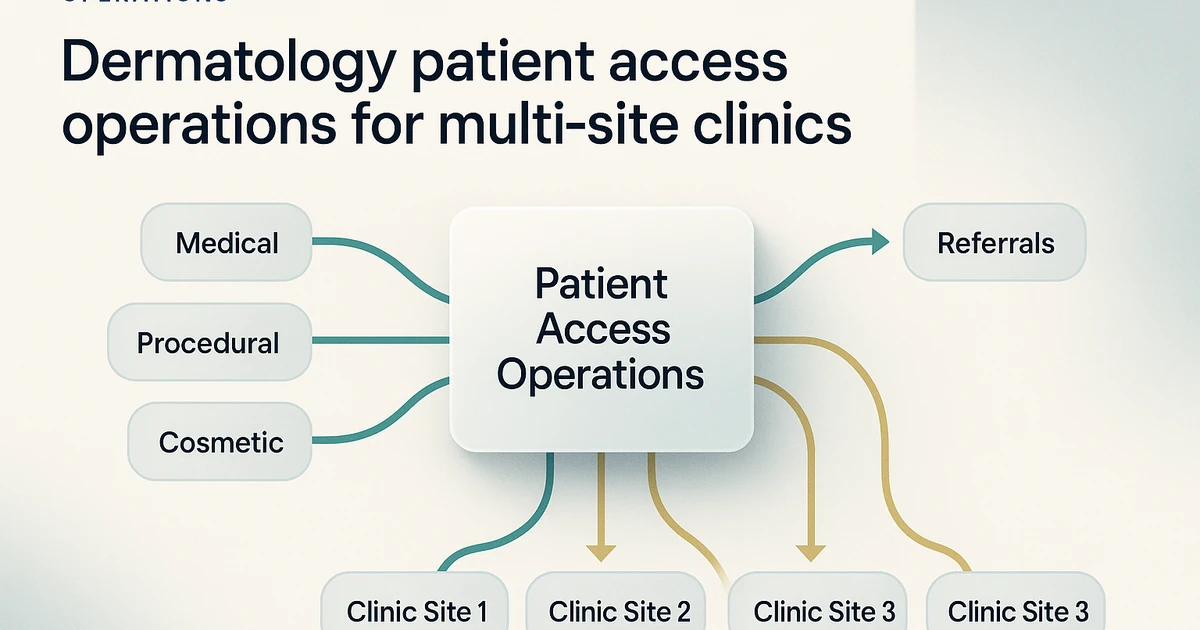 Dermatology patient access
operations for multi-site clinics
Medical
Procedural
Cosmetic
Patient
Access
Operations
Referrals
Clinic Site 1
Clinic Site 2
Clinic Site 3
Clinic Site 3